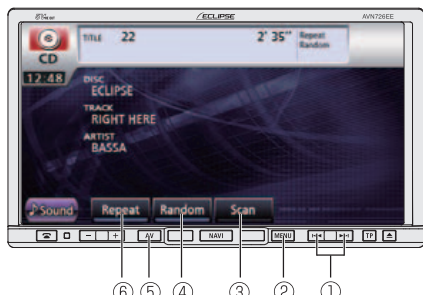 ECLIPSE AVN726EE
TITLE 22 2' 35" Repeat
Random
CD
12:48
DISC
ECLIPSE
TRACK
RIGHT HERE
ARTIST
BASSA
♪Sound Repeat Random Scan
- + AV NAVI MENU TP
⑥ ⑤ ④ ③ ② ①